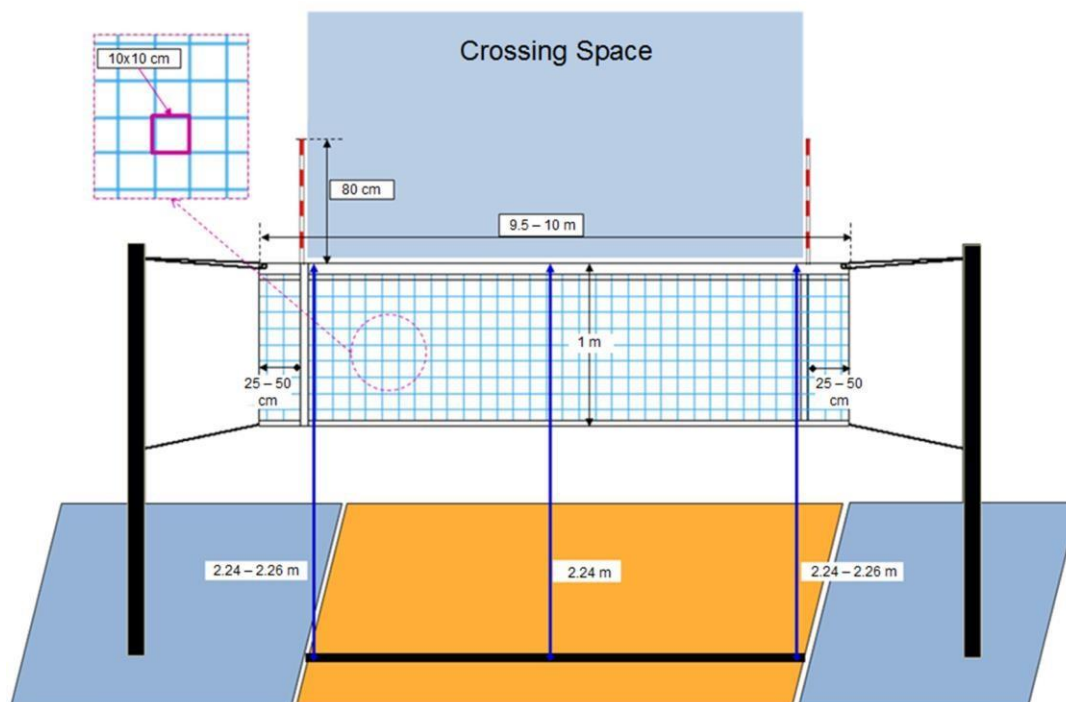 Crossing Space
10x10 cm
80 cm
9.5 – 10 m
1 m
25 – 50
cm
25 – 50
cm
2.24 – 2.26 m
2.24 m
2.24 – 2.26 m